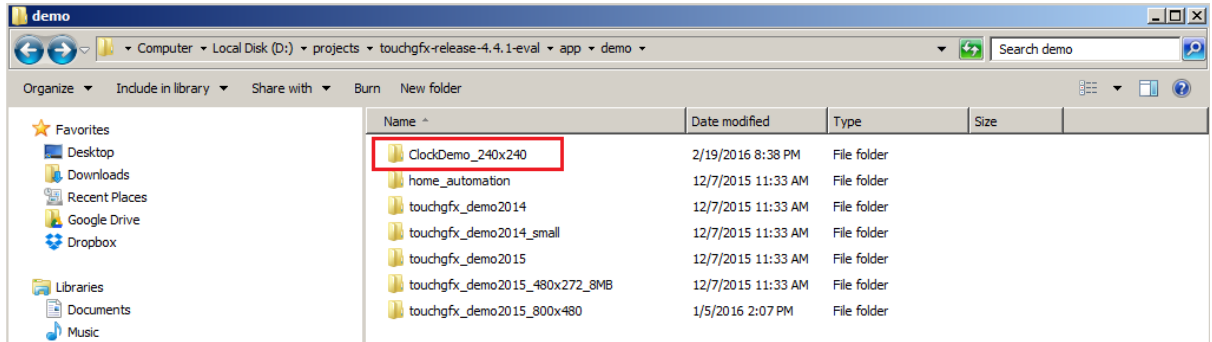 demo
Computer Local Disk (D:) projects touchgfx-release-4.4.1-eval app demo Search demo
Organize Include in library Share with Burn New folder
Favorites
Desktop
Downloads
Recent Places
Google Drive
Dropbox
Libraries
Documents
Music
Name Date modified Type Size
ClockDemo_240x240 2/19/2016 8:38 PM File folder
home_automation 12/7/2015 11:33 AM File folder
touchgfx_demo2014 12/7/2015 11:33 AM File folder
touchgfx_demo2014_small 12/7/2015 11:33 AM File folder
touchgfx_demo2015 12/7/2015 11:33 AM File folder
touchgfx_demo2015_480x272_8MB 12/7/2015 11:33 AM File folder
touchgfx_demo2015_800x480 1/5/2016 2:07 PM File folder